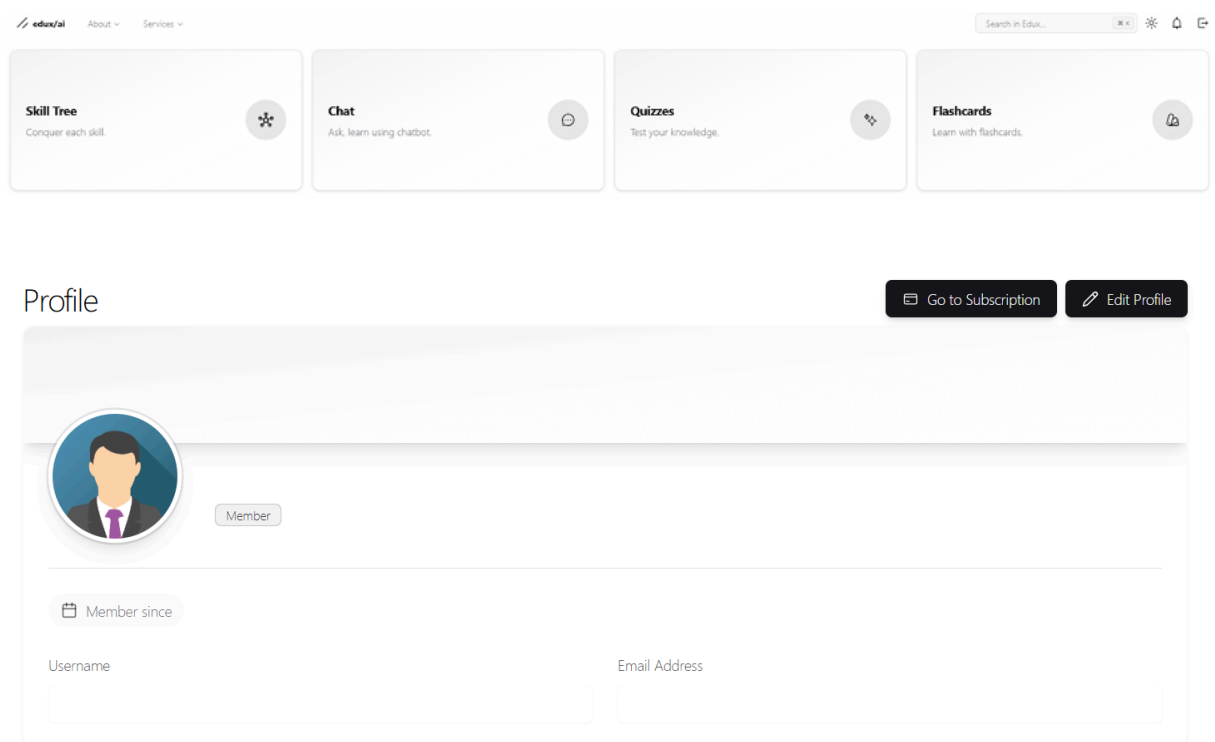 edux/ai About Services Search in Edux... ⌘ K
Skill Tree
Conquer each skill.
Chat
Ask, learn using chatbot.
Quizzes
Test your knowledge.
Flashcards
Learn with flashcards.
Profile
Go to Subscription
Edit Profile
Member
Member since
Username
Email Address